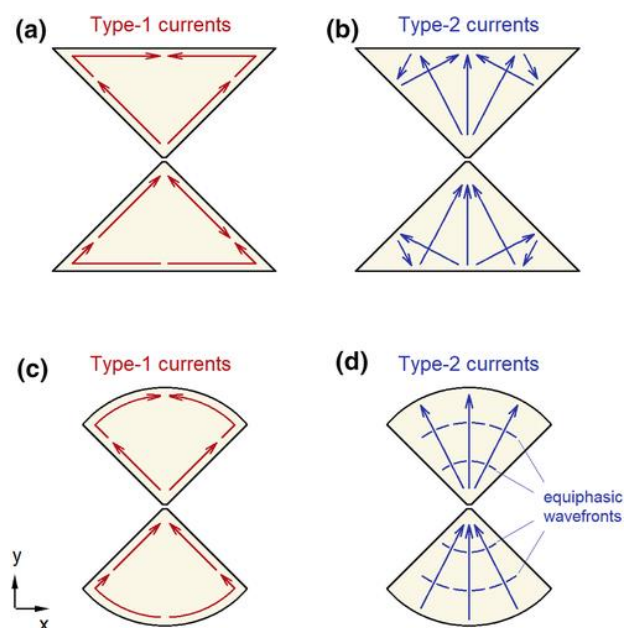 (a) Type-1 currents
(b) Type-2 currents
(c) Type-1 currents
(d) Type-2 currents
equiphasic
wavefronts
y
x